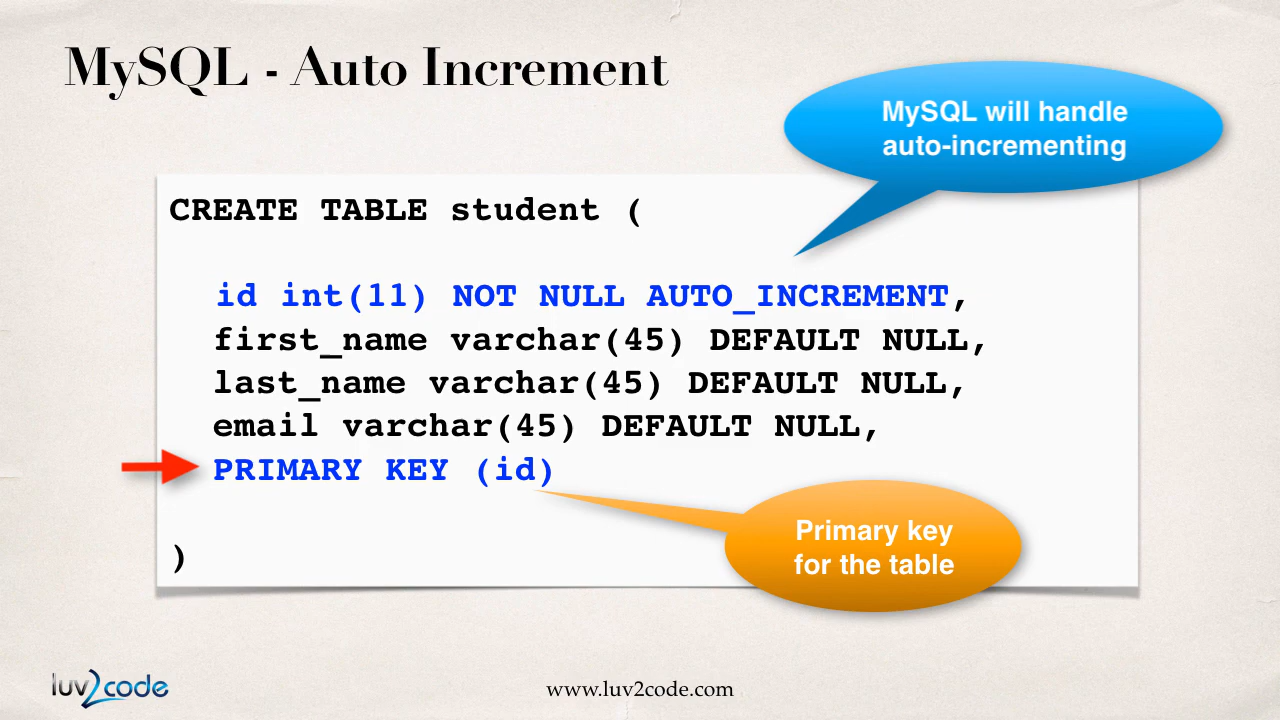 MySQL - Auto Increment
MySQL will handle
auto-incrementing
CREATE TABLE student (
id int(11) NOT NULL AUTO_INCREMENT,
first_name varchar(45) DEFAULT NULL,
last_name varchar(45) DEFAULT NULL,
email varchar(45) DEFAULT NULL,
PRIMARY KEY (id)
Primary key
for the table
)
luv2code
www.luv2code.com